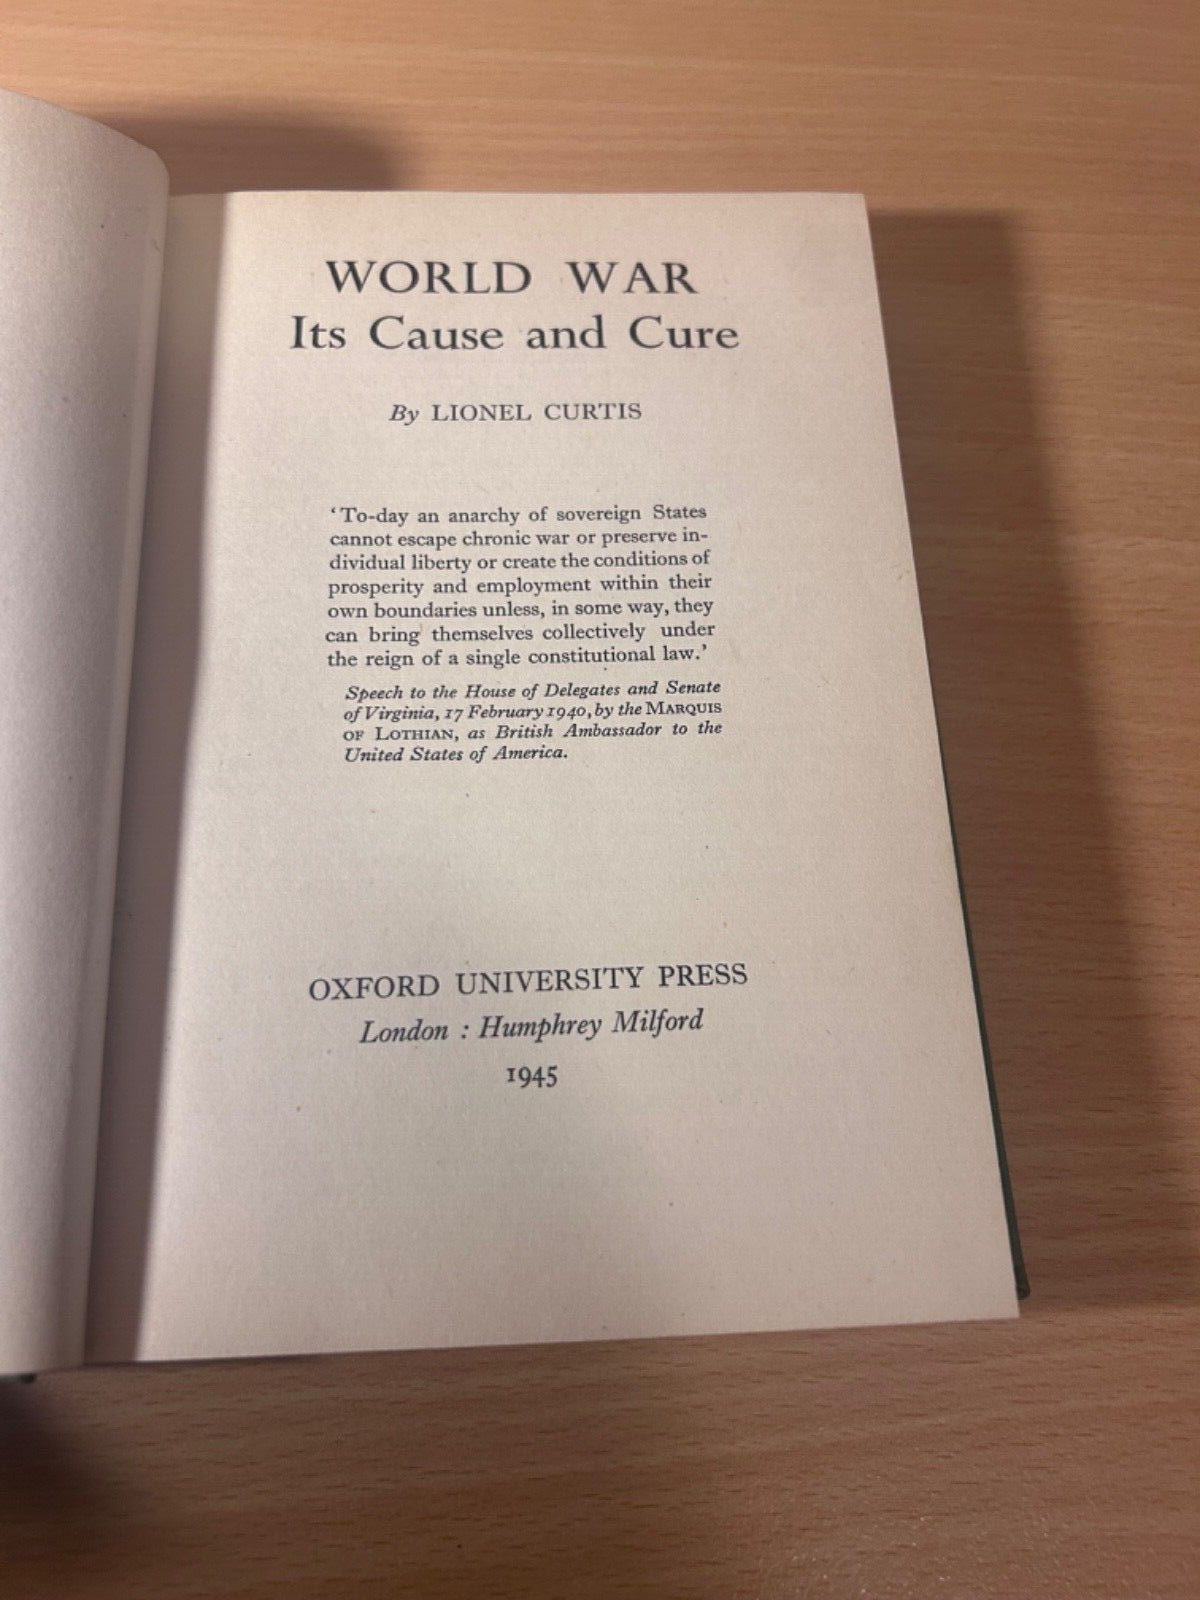 WORLD WAR
Its Cause and Cure
By LIONEL CURTIS
‘To-day an anarchy of sovereign States
cannot escape chronic war or preserve in-
dividual liberty or create the conditions of
prosperity and employment within their
own boundaries unless, in some way, they
can bring themselves collectively under
the reign of a single constitutional law.’
Speech to the House of Delegates and Senate
of Virginia, 17 February 1940, by the MARQUIS
OF LOTHIAN, as British Ambassador to the
United States of America.
OXFORD UNIVERSITY PRESS
London : Humphrey Milford
1945